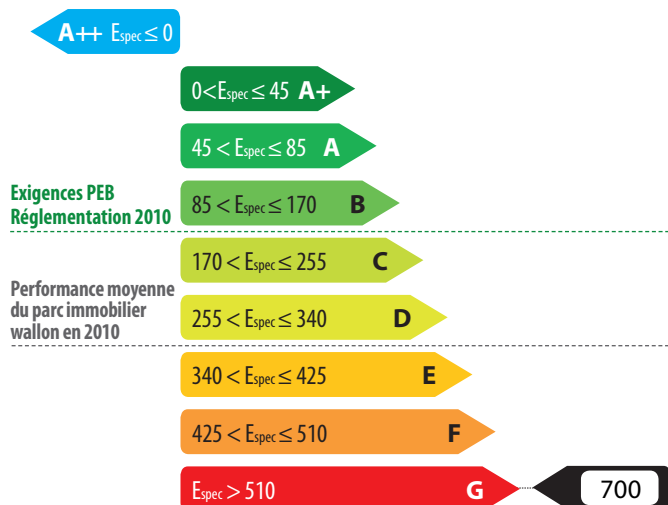 A++ Espec ≤ 0
0<Espec ≤ 45 A+
45 < Espec ≤ 85 A
Exigences PEB
Réglementation 2010
85 < Espec ≤ 170 B
170 < Espec ≤ 255 C
Performance moyenne
du parc immobilier
wallon en 2010
255 < Espec ≤ 340 D
340 < Espec ≤ 425 E
425 < Espec ≤ 510 F
Espec > 510 G
700